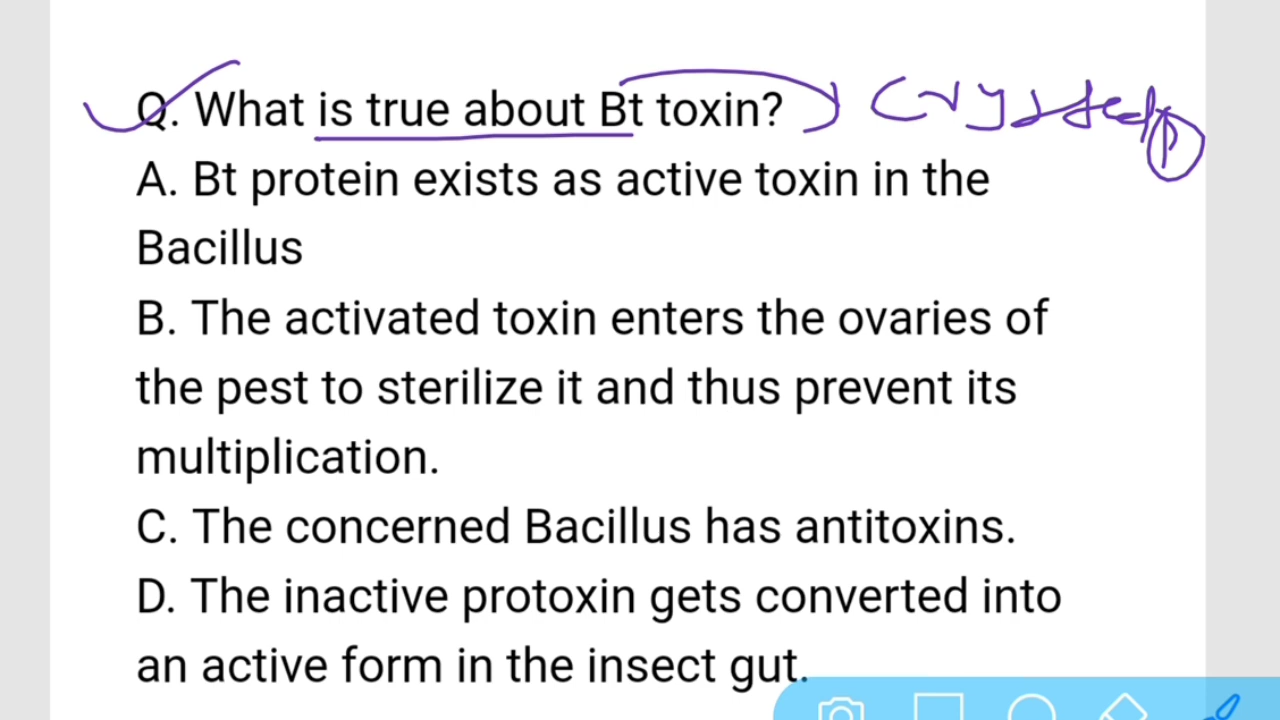 Q. What is true about Bt toxin?
A. Bt protein exists as active toxin in the
Bacillus
B. The activated toxin enters the ovaries of
the pest to sterilize it and thus prevent its
multiplication.
C. The concerned Bacillus has antitoxins.
D. The inactive protoxin gets converted into
an active form in the insect gut.